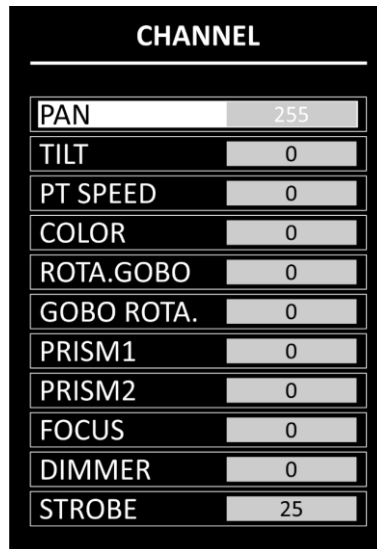 CHANNEL
PAN 255
TILT 0
PT SPEED 0
COLOR 0
ROTA.GOBO 0
GOBO ROTA. 0
PRISM1 0
PRISM2 0
FOCUS 0
DIMMER 0
STROBE 25